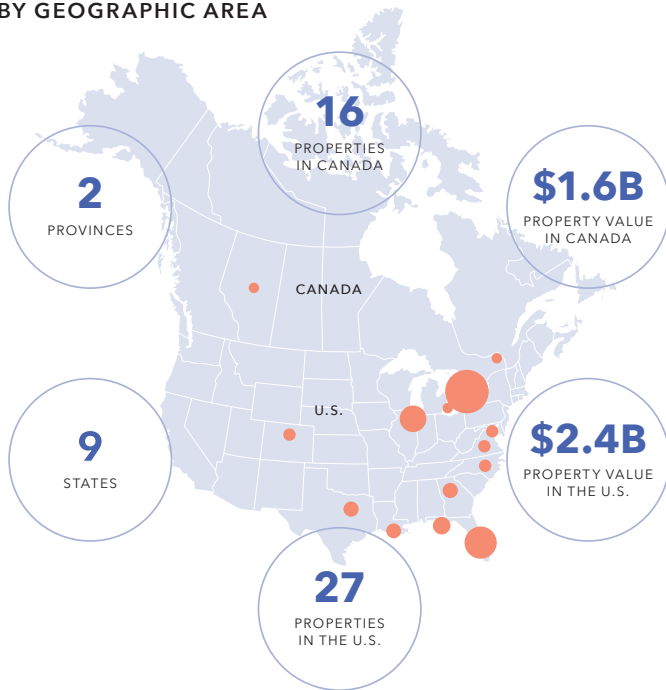 BY GEOGRAPHIC AREA
16
PROPERTIES
IN CANADA
2
PROVINCES
$1.6B
PROPERTY VALUE
IN CANADA
CANADA
U.S.
9
STATES
$2.4B
PROPERTY VALUE
IN THE U.S.
27
PROPERTIES
IN THE U.S.